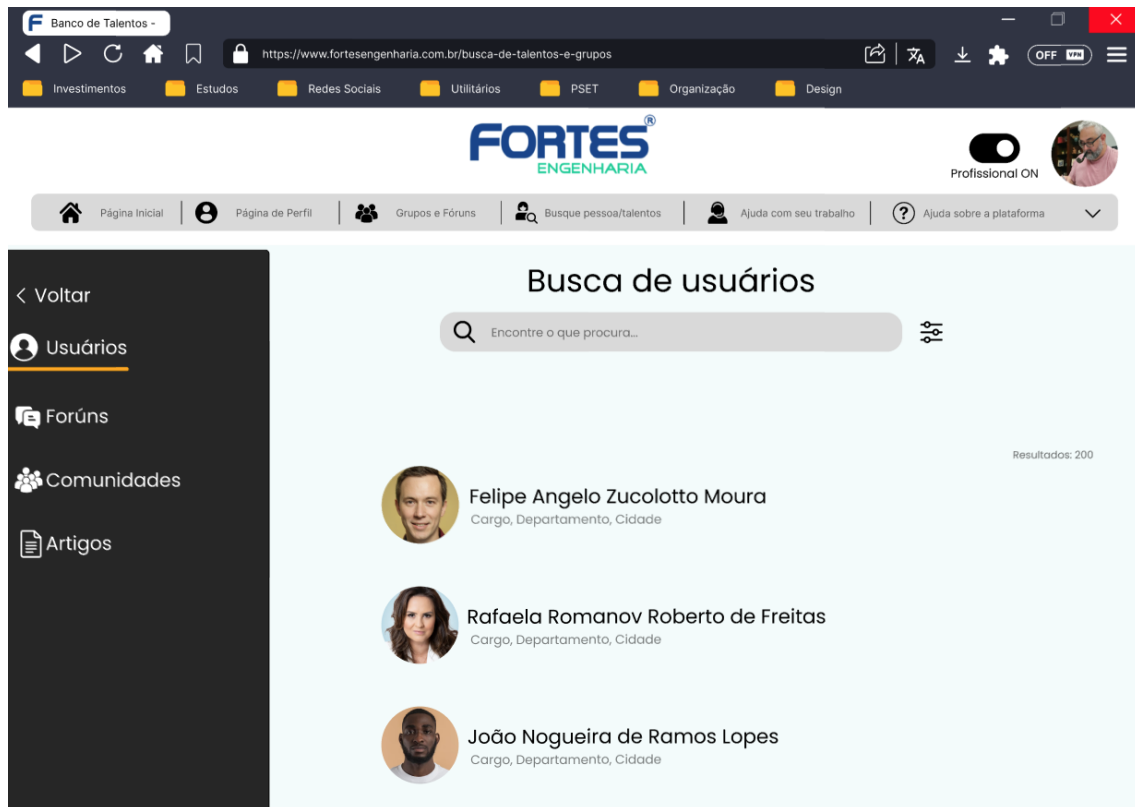 Banco de Talentos -
https://www.fortesengenharia.com.br/busca-de-talentos-e-grupos
OFF VPN
Investimentos Estudos Redes Sociais Utilitários PSET Organização Design
FORTES®
ENGENHARIA
Profissional ON
Página Inicial Página de Perfil Grupos e Fóruns Busque pessoa/talentos Ajuda com seu trabalho Ajuda sobre a plataforma
Voltar
Usuários
Forúns
Comunidades
Artigos
Busca de usuários
Encontre o que procura...
Resultados: 200
Felipe Angelo Zucolotto Moura
Cargo, Departamento, Cidade
Rafaela Romanov Roberto de Freitas
Cargo, Departamento, Cidade
João Nogueira de Ramos Lopes
Cargo, Departamento, Cidade